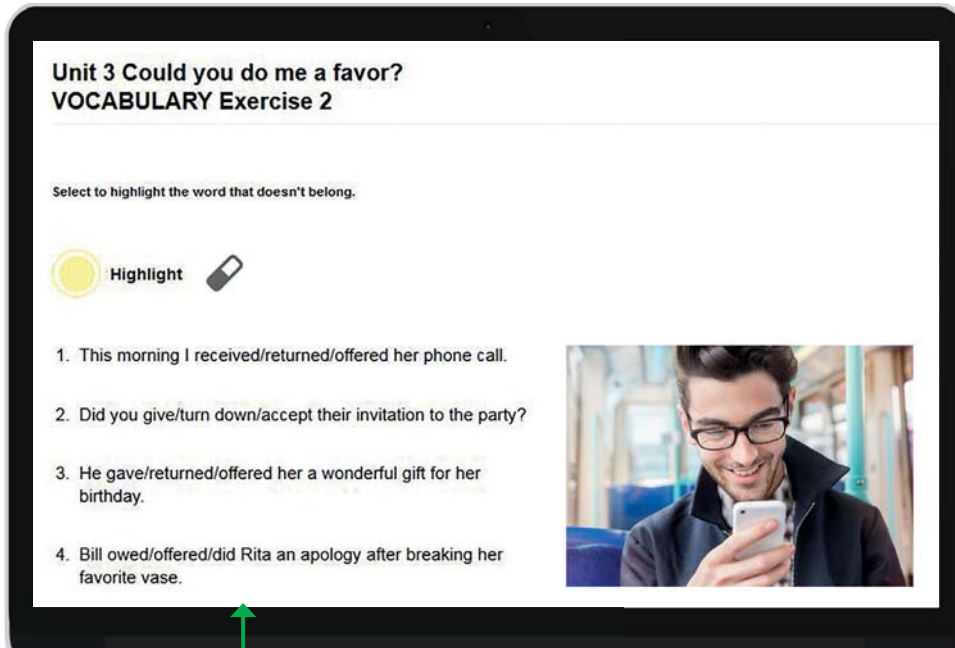 Unit 3 Could you do me a favor?
VOCABULARY Exercise 2
Select to highlight the word that doesn't belong.
Highlight
1. This morning I received/returned/offered her phone call.
2. Did you give/turn down/accept their invitation to the party?
3. He gave/returned/offered her a wonderful gift for her
birthday.
4. Bill owed/offered/did Rita an apology after breaking her
favorite vase.